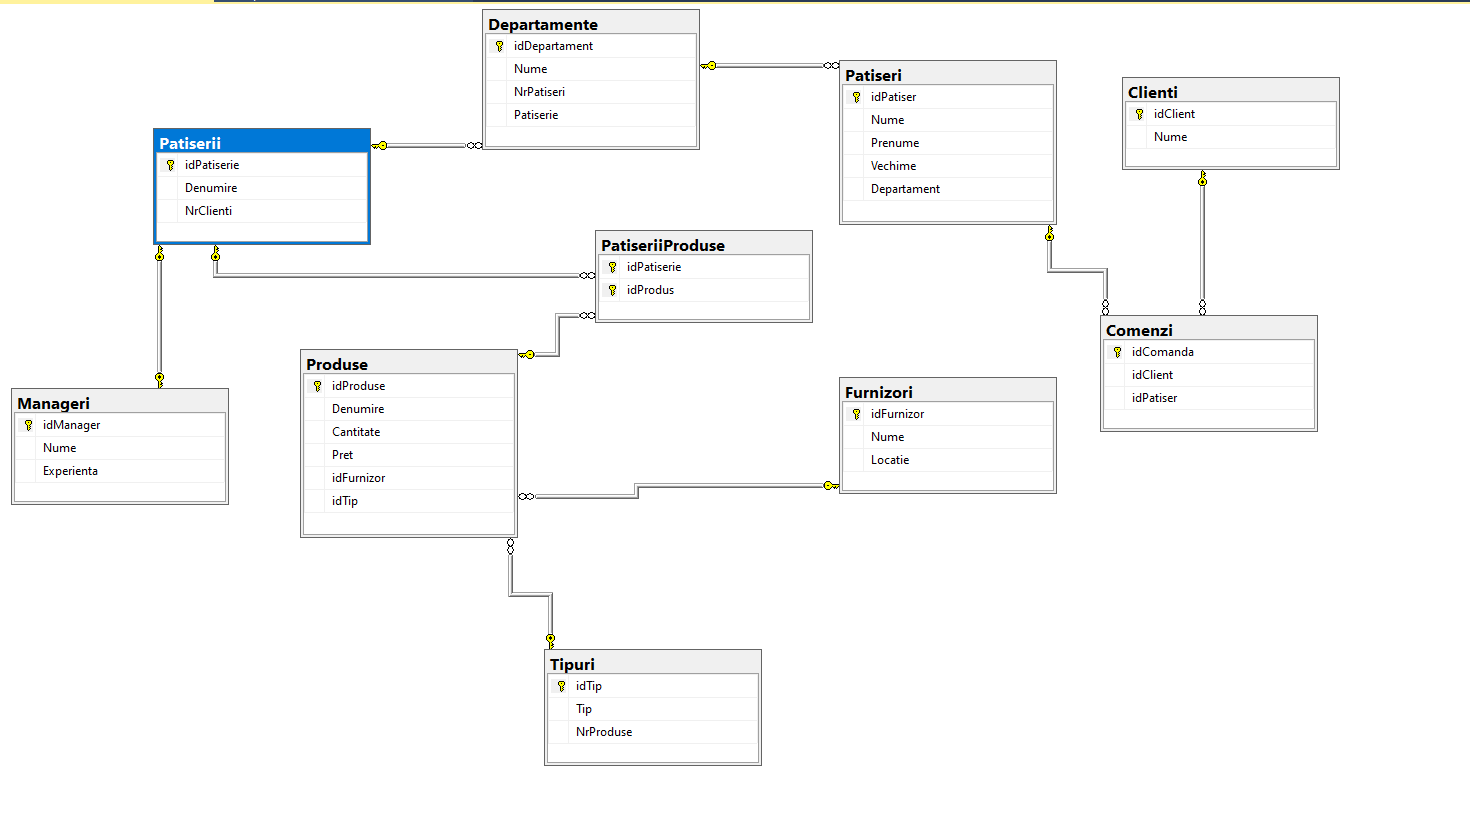 Departamente
idDepartament
Nume
NrPatiseri
Patiserie
Patiseri
idPatiser
Nume
Prenume
Vechime
Departament
Clienti
idClient
Nume
Patiserii
idPatiserie
Denumire
NrClienti
PatiseriiProduse
idPatiserie
idProdus
Comenzi
idComanda
idClient
idPatiser
Produse
idProduse
Denumire
Cantitate
Pret
idFurnizor
idTip
Furnizori
idFurnizor
Nume
Locatie
Manageri
idManager
Nume
Experienta
Tipuri
idTip
Tip
NrProduse